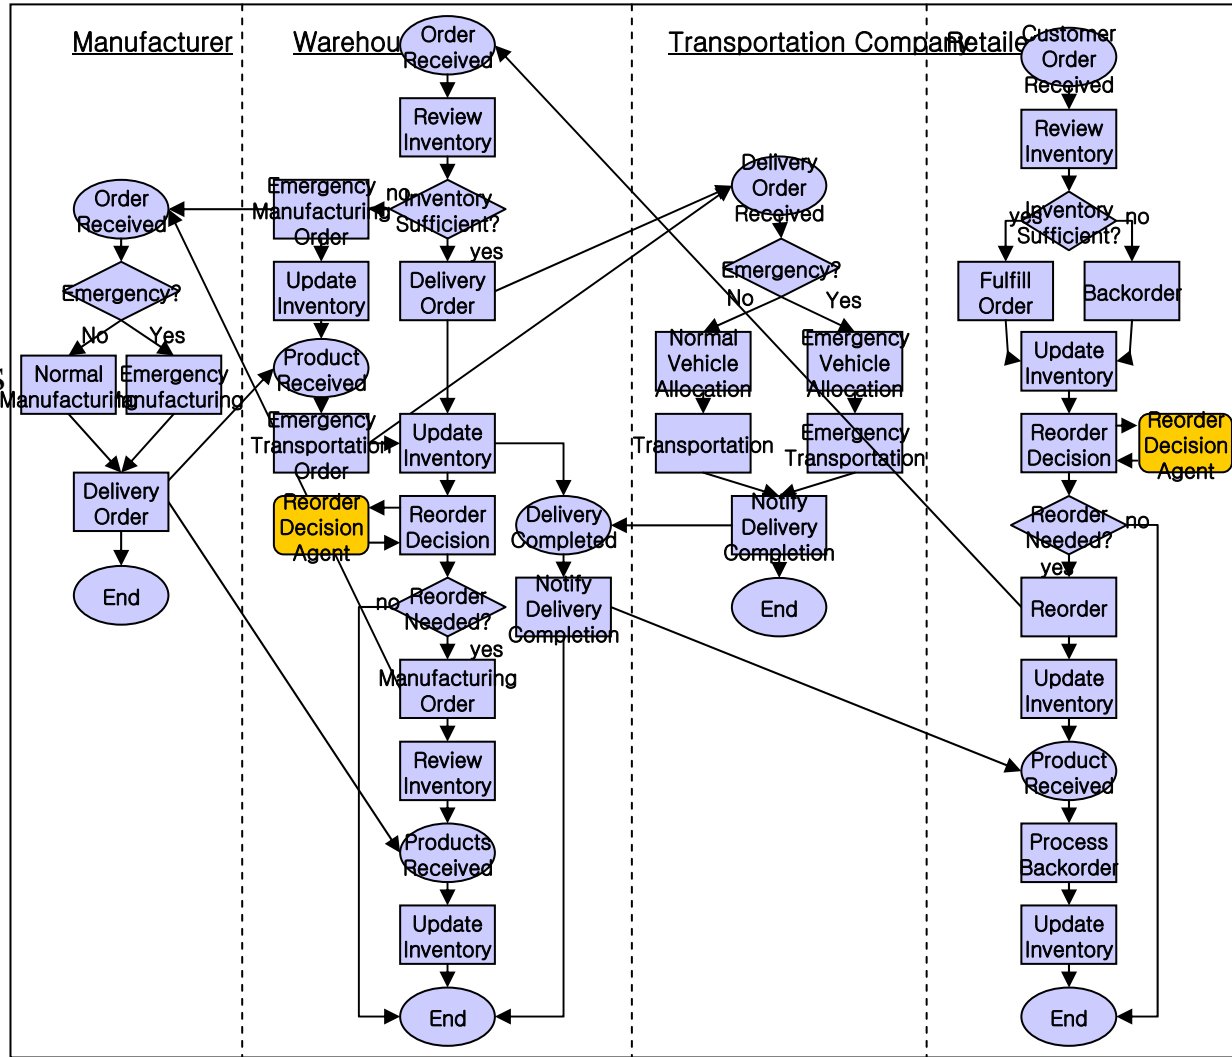 Manufacturer
Order
Received
Emergency?
No
Yes
Normal
Manufacturing
Emergency
Delivery
Order
End
Order
Received
Review
Inventory
Inventory
Sufficient?
no
yes
Emergency
Manufacturing
Order
Update
Inventory
Product
Received
Emergency
Transportation
Order
Delivery
Order
Update
Inventory
Reorder
Decision
Agent
Reorder
Decision
Reorder
Needed?
no
yes
Manufacturing
Order
Review
Inventory
Products
Received
Update
Inventory
End
Delivery
Completed
Notify
Delivery
Completion
Transportation Company
Delivery
Order
Received
Emergency?
No
Yes
Normal
Vehicle
Allocation
Emergency
Vehicle
Allocation
Transportation
Emergency
Transportation
Notify
Delivery
Completion
End
Customer
Order
Received
Review
Inventory
Inventory
Sufficient?
yes
no
Fulfill
Order
Backorder
Update
Inventory
Reorder
Decision
Reorder
Decision
Agent
Reorder
Needed?
no
yes
Reorder
Update
Inventory
Product
Received
Process
Backorder
Update
Inventory
End